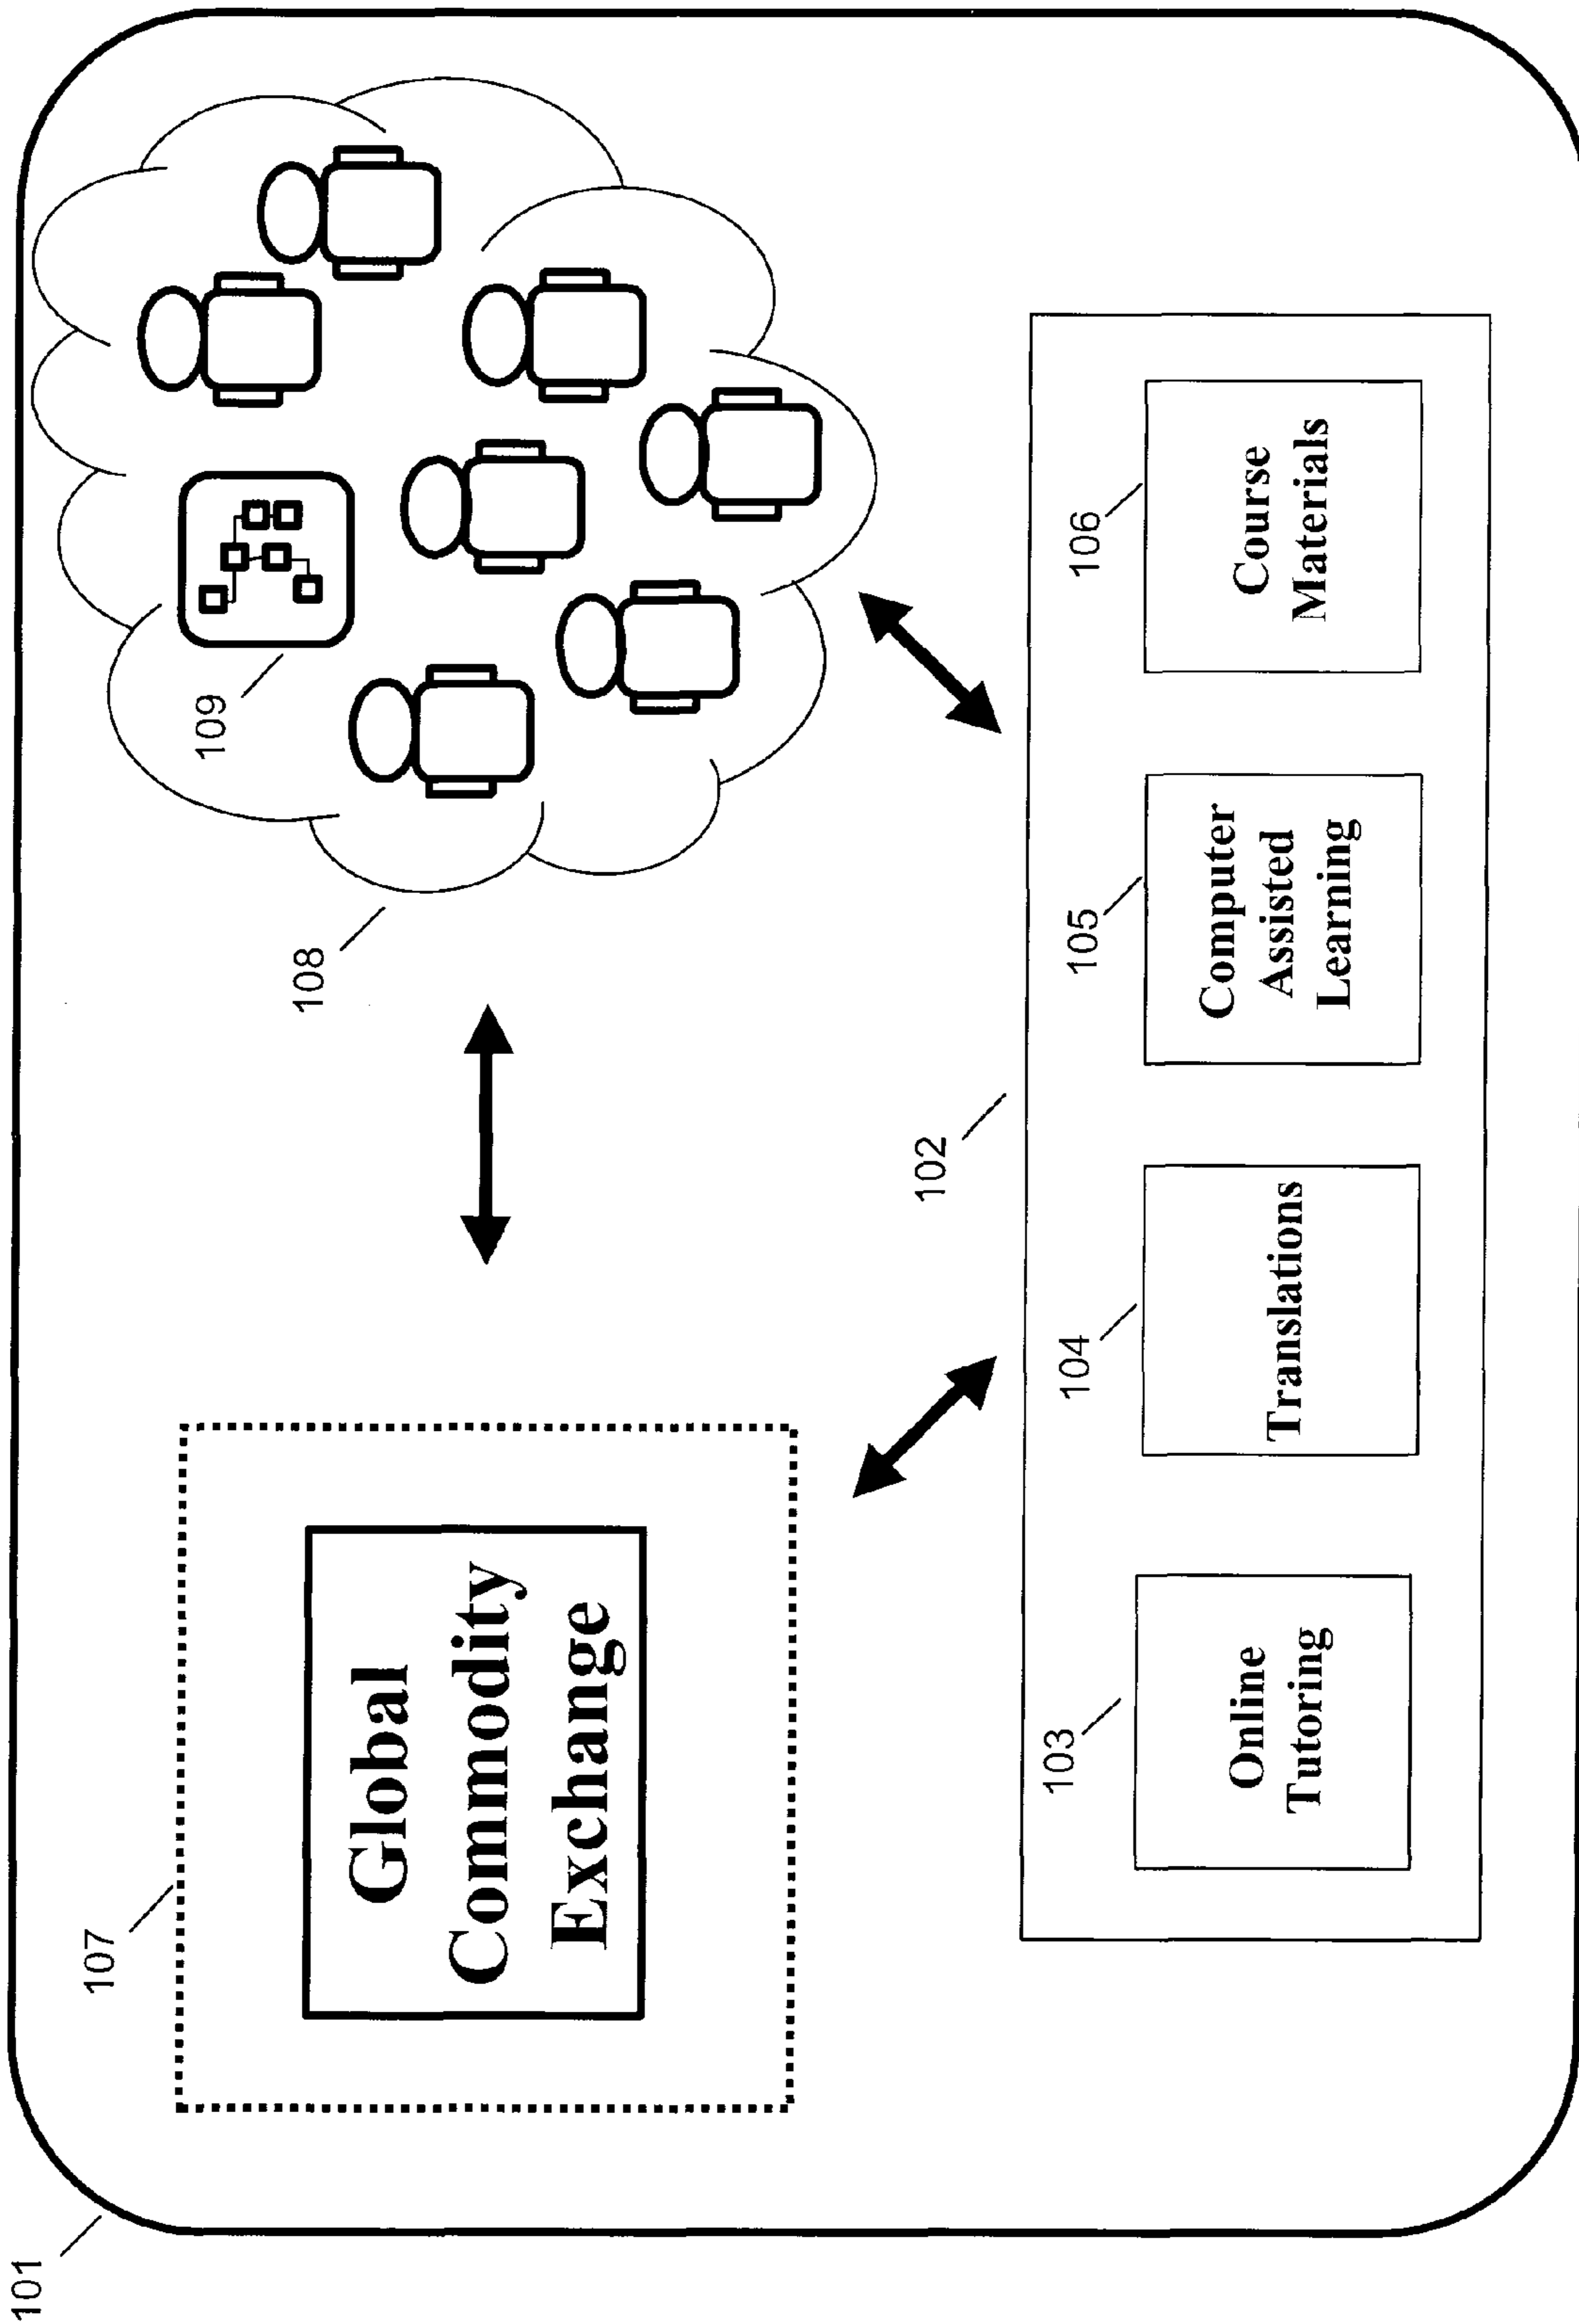 101
107
Global
Commodity
Exchange
108
109
102
103
Online
Tutoring
104
Translations
105
Computer
Assisted
Learning
106
Course
Materials